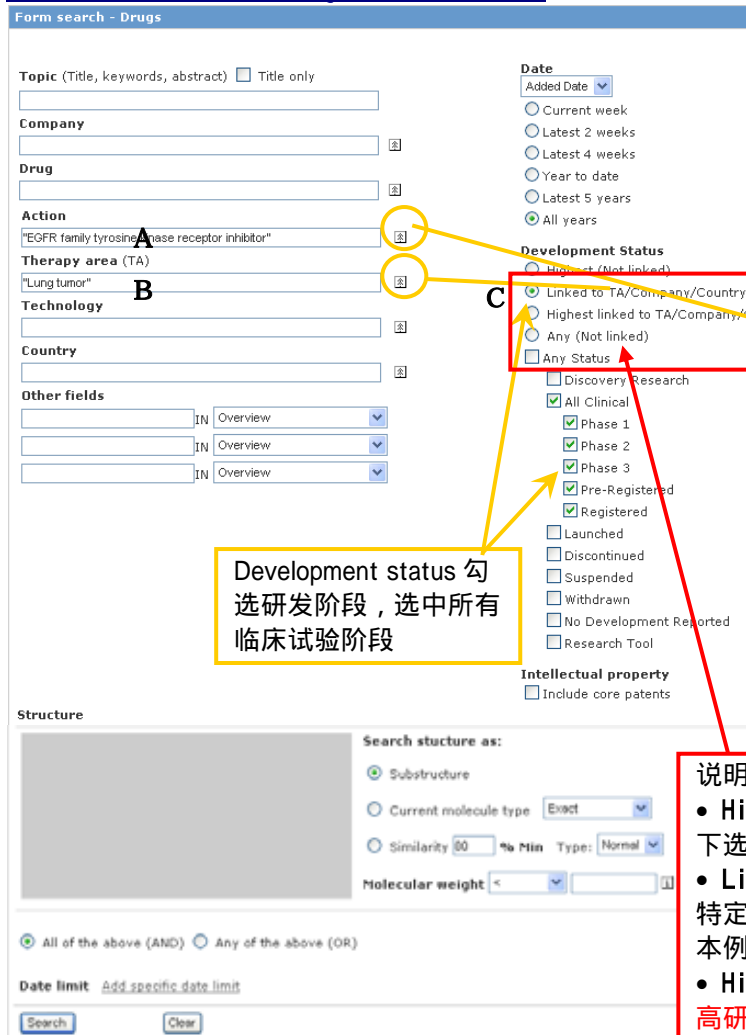 Form search - Drugs
Topic (Title, keywords, abstract) Title only
Company
Drug
Action
"EGFR family tyrosine kinase receptor inhibitor"
A
Therapy area (TA)
"Lung tumor"
B
Technology
Country
Other fields
IN Overview
IN Overview
IN Overview
Date
Added Date
Current week
Latest 2 weeks
Latest 4 weeks
Year to date
Latest 5 years
All years
Development Status
Highest (Not linked)
C
Linked to TA/Company/Country
Highest linked to TA/Company/
Any (Not linked)
Any Status
Discovery Research
All Clinical
Phase 1
Phase 2
Phase 3
Pre-Registered
Registered
Launched
Discontinued
Suspended
Withdrawn
No Development Reported
Research Tool
Intellectual property
Include core patents
Development status 勾
选研发阶段，选中所有
临床试验阶段
Structure
Search stucture as:
Substructure
Current molecule type Exact
Similarity % Min Type: Normal
Molecular weight <
All of the above (AND) Any of the above (OR)
Date limit Add specific date limit
Search Clear
说明
• Hi
下选
• Li
特定
本例
• Hi
高研